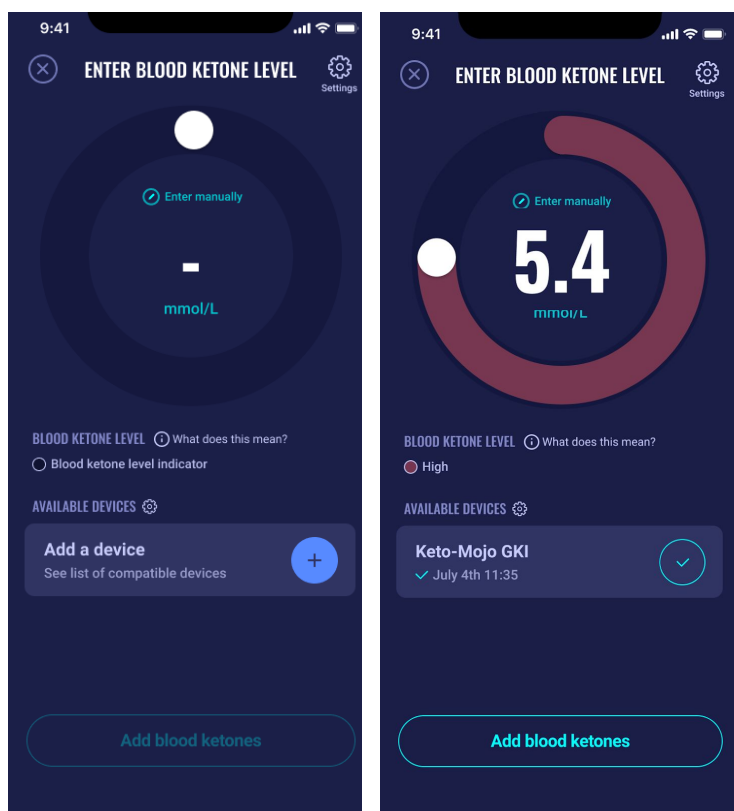 9:41
ENTER BLOOD KETONE LEVEL
Settings
Enter manually
-
mmol/L
BLOOD KETONE LEVEL What does this mean?
Blood ketone level indicator
AVAILABLE DEVICES
Add a device
See list of compatible devices
+
Add blood ketones
9:41
ENTER BLOOD KETONE LEVEL
Settings
Enter manually
5.4
mmol/L
BLOOD KETONE LEVEL What does this mean?
High
AVAILABLE DEVICES
Keto-Mojo GKI
July 4th 11:35
Add blood ketones